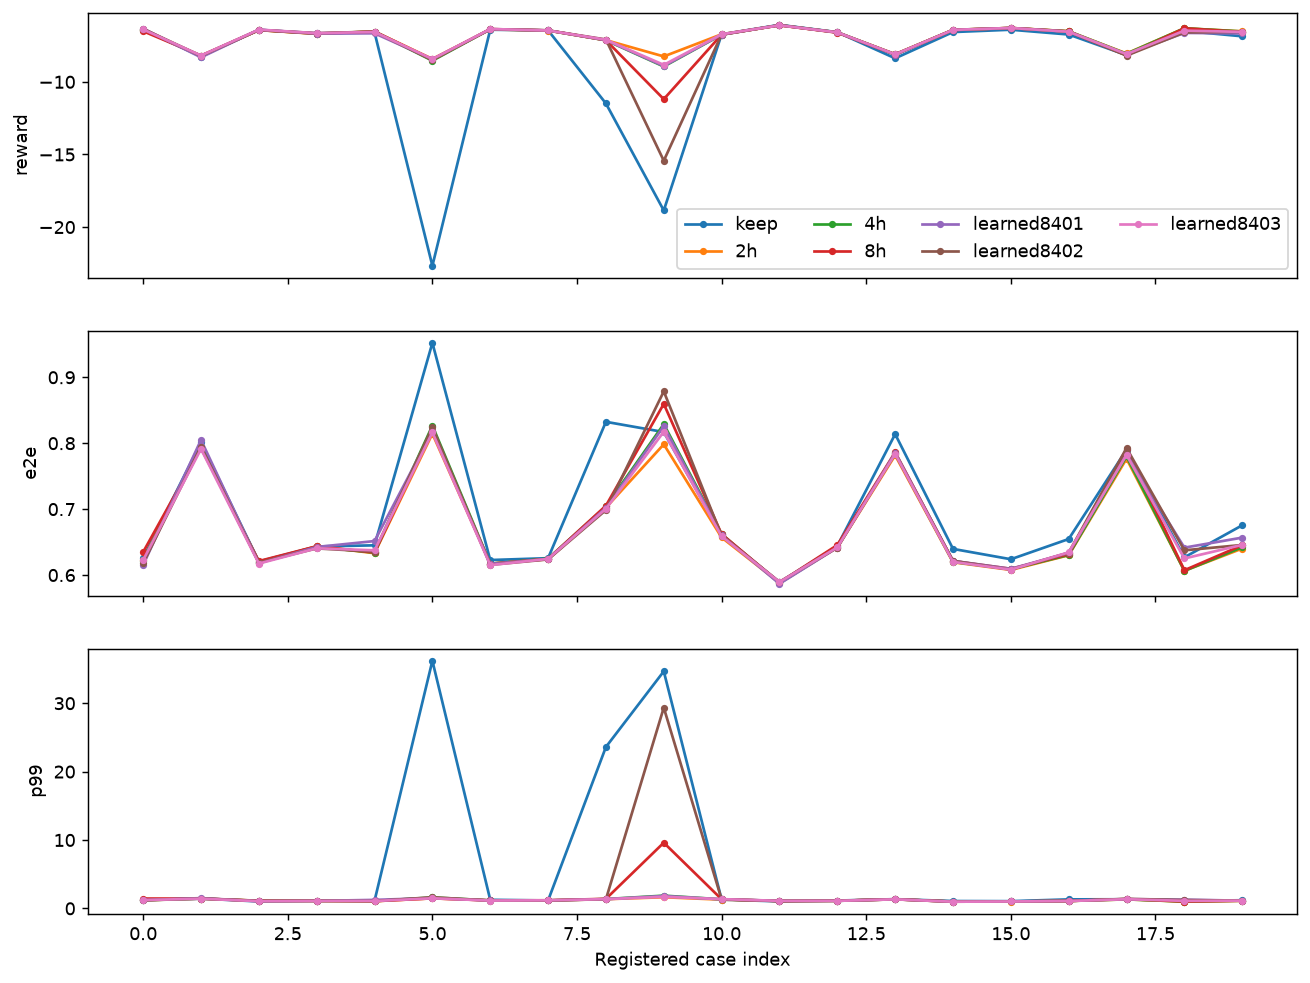 reward
−10
−15
−20
keep
4h
learned8401
learned8403
2h
8h
learned8402
e2e
0.9
0.8
0.7
0.6
p99
30
20
10
0
0.0 2.5 5.0 7.5 10.0 12.5 15.0 17.5
Registered case index